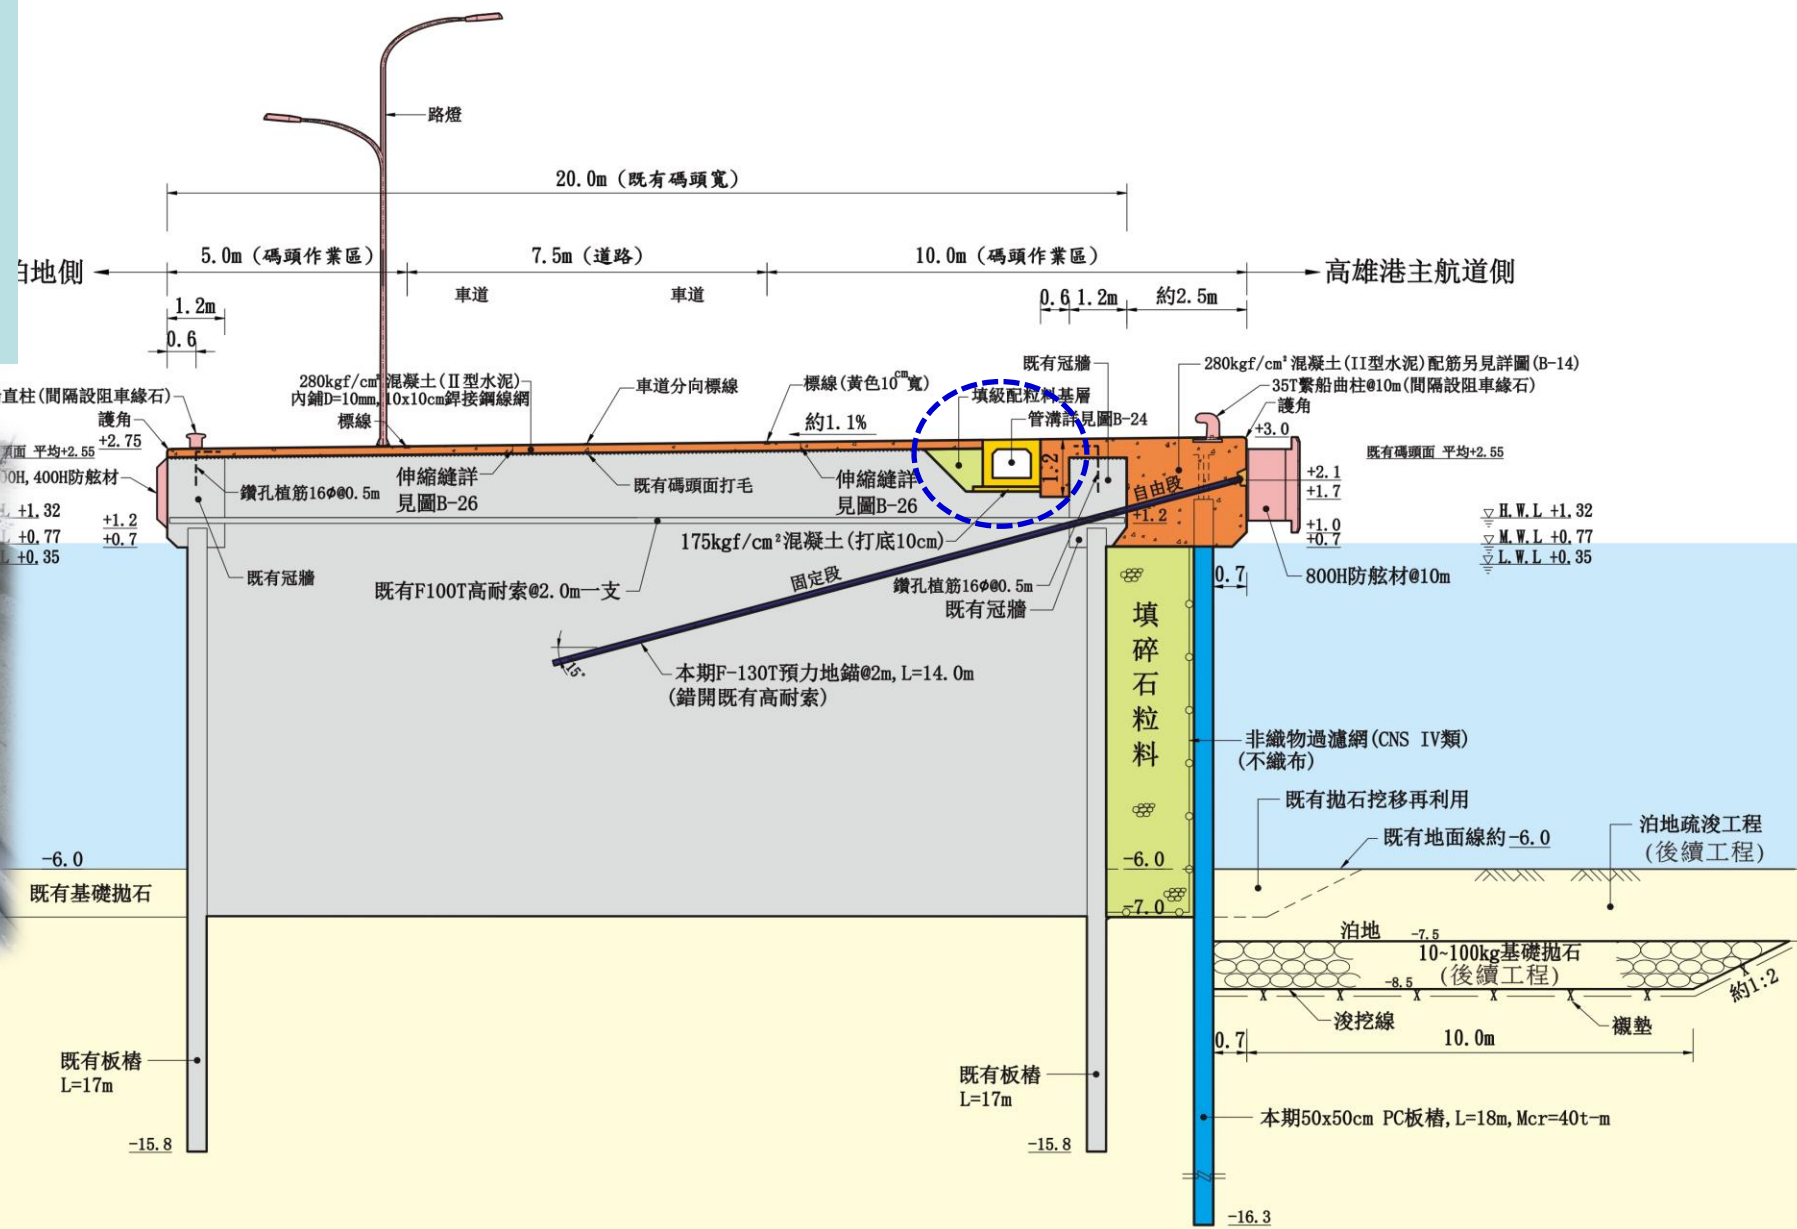 路燈
20.0m (既有碼頭寬)
5.0m (碼頭作業區)
7.5m (道路)
10.0m (碼頭作業區)
泊地側
高雄港主航道側
車道
車道
1.2m
0.6
0.6
1.2m
約2.5m
既有冠牆
280kgf/cm²混凝土(II型水泥)配筋另見詳圖(B-14)
35T繫船曲柱@10m(間隔設阻車緣石)
護角
直柱(間隔設阻車緣石)
護角
+2.75
平均+2.55
280kgf/cm²混凝土(II型水泥)
內鋪D=10mm,10x10cm銲接鋼線網
標線
車道分向標線
標線(黃色10cm寬)
約1.1%
填級配粒料基層
管溝詳見圖B-24
1.2
+3.0
既有碼頭面 平均+2.55
400H防舷材
鑽孔植筋16φ@0.5m
伸縮縫詳
見圖B-26
既有碼頭面打毛
伸縮縫詳
見圖B-26
自由段
+1.2
+2.1
+1.7
+1.0
+0.7
+1.32
+0.77
+0.35
+1.2
+0.7
H.W.L +1.32
M.W.L +0.77
L.W.L +0.35
175kgf/cm²混凝土(打底10cm)
既有冠牆
既有F100T高耐索@2.0m一支
固定段
鑽孔植筋16φ@0.5m
既有冠牆
0.7
800H防舷材@10m
15°
本期F-130T預力地錨@2m,L=14.0m
(錯開既有高耐索)
填碎石粒料
非織物過濾網(CNS IV類)
(不織布)
既有拋石挖移再利用
既有地面線約-6.0
泊地疏浚工程
(後續工程)
-6.0
既有基礎拋石
-6.0
-7.0
泊地
-7.5
10~100kg基礎拋石
(後續工程)
-8.5
約1:2
浚挖線
襯墊
0.7
10.0m
既有板樁
L=17m
既有板樁
L=17m
本期50x50cm PC板樁,L=18m,Mcr=40t-m
-15.8
-15.8
-16.3